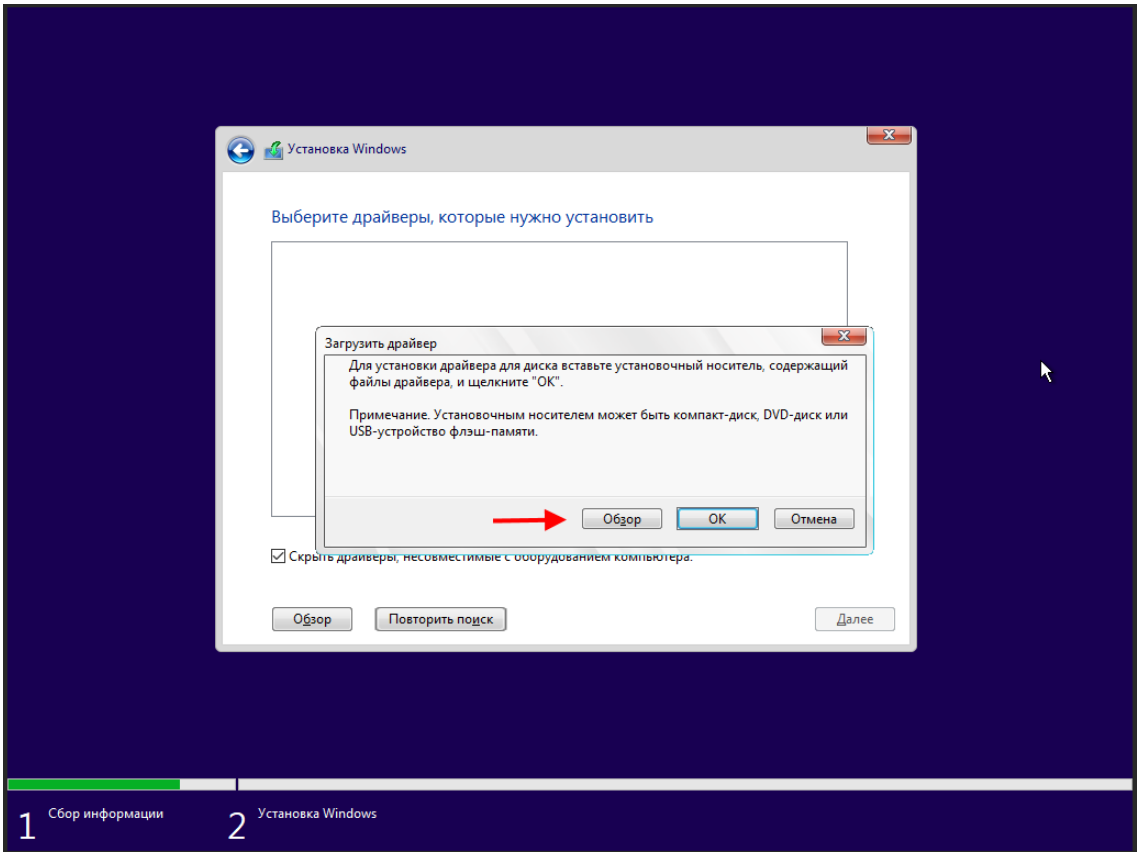 Установка Windows
Выберите драйверы, которые нужно установить
Загрузить драйвер
Для установки драйвера для диска вставьте установочный носитель, содержащий
файлы драйвера, и щелкните "ОК".
Примечание. Установочным носителем может быть компакт-диск, DVD-диск или
USB-устройство флэш-памяти.
Обзор
ОК
Отмена
Скрыть драйверы, несовместимые с оборудованием компьютера.
Обзор
Повторить поиск
Далее
1 Сбор информации
2 Установка Windows